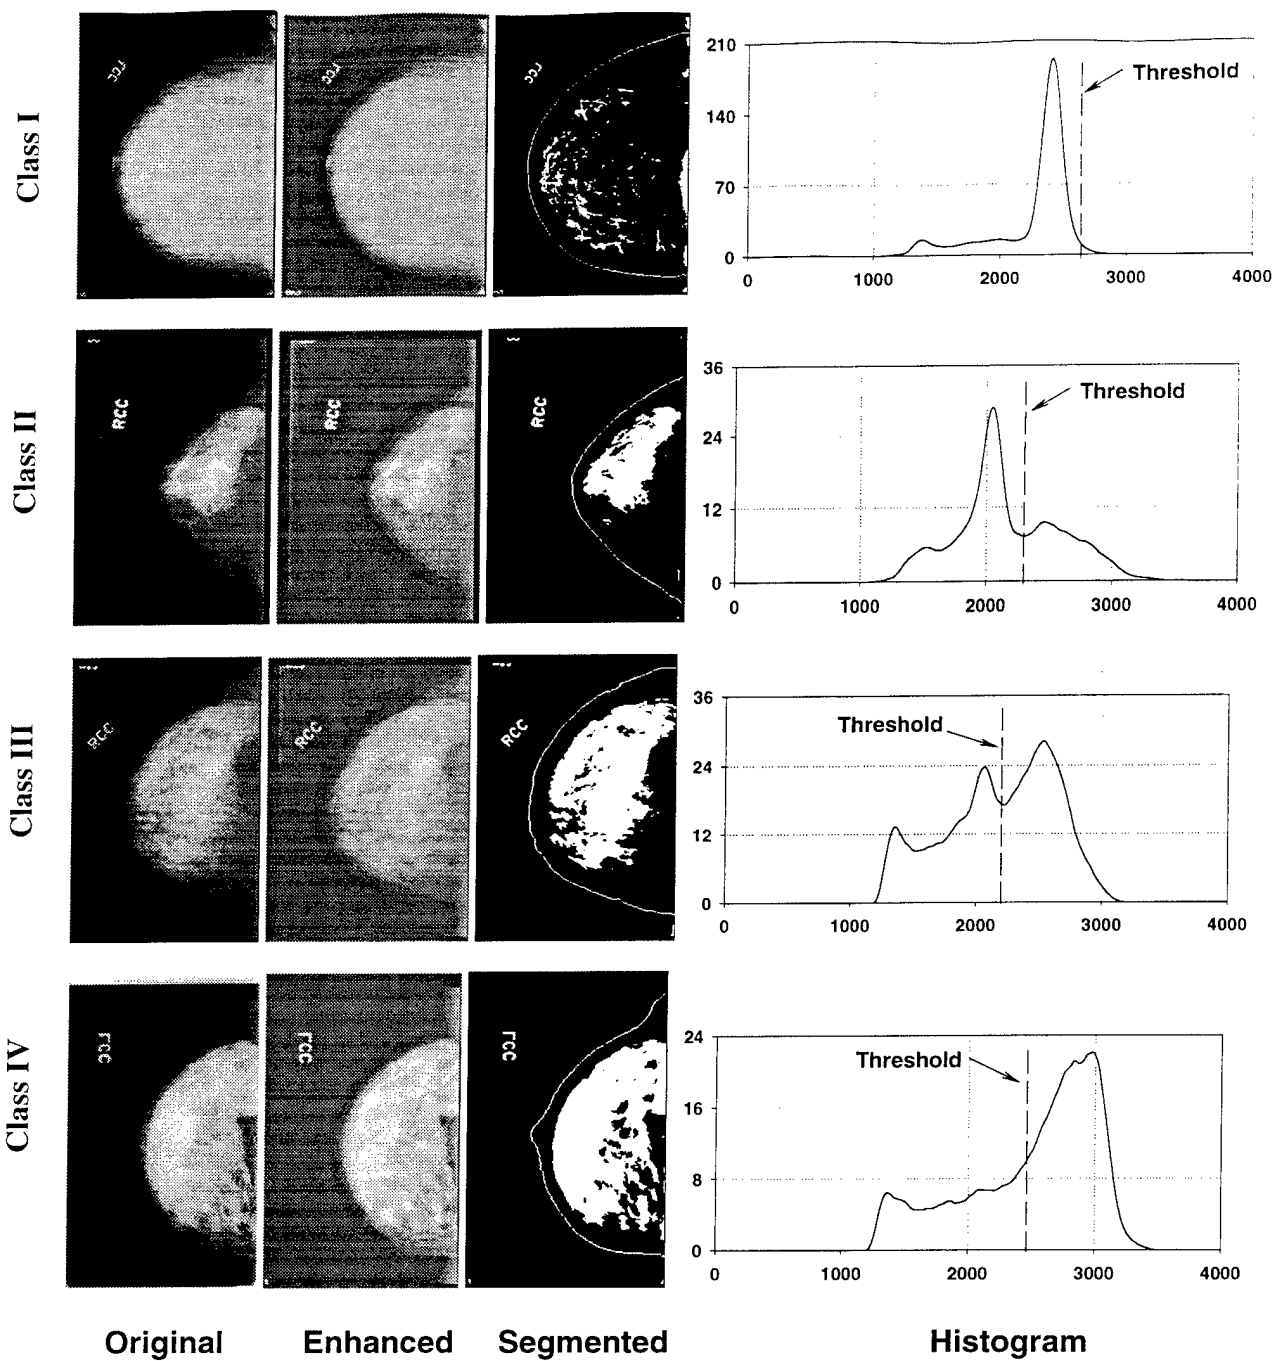 Class I
LCC
LCC
LCC
210
140
70
0
Threshold
0 1000 2000 3000 4000
Class II
RCC
RCC
RCC
36
24
12
0
Threshold
0 1000 2000 3000 4000
Class III
RCC
RCC
RCC
36
24
12
0
Threshold
0 1000 2000 3000 4000
Class IV
LCC
LCC
LCC
24
16
8
0
Threshold
0 1000 2000 3000 4000
Original Enhanced Segmented Histogram